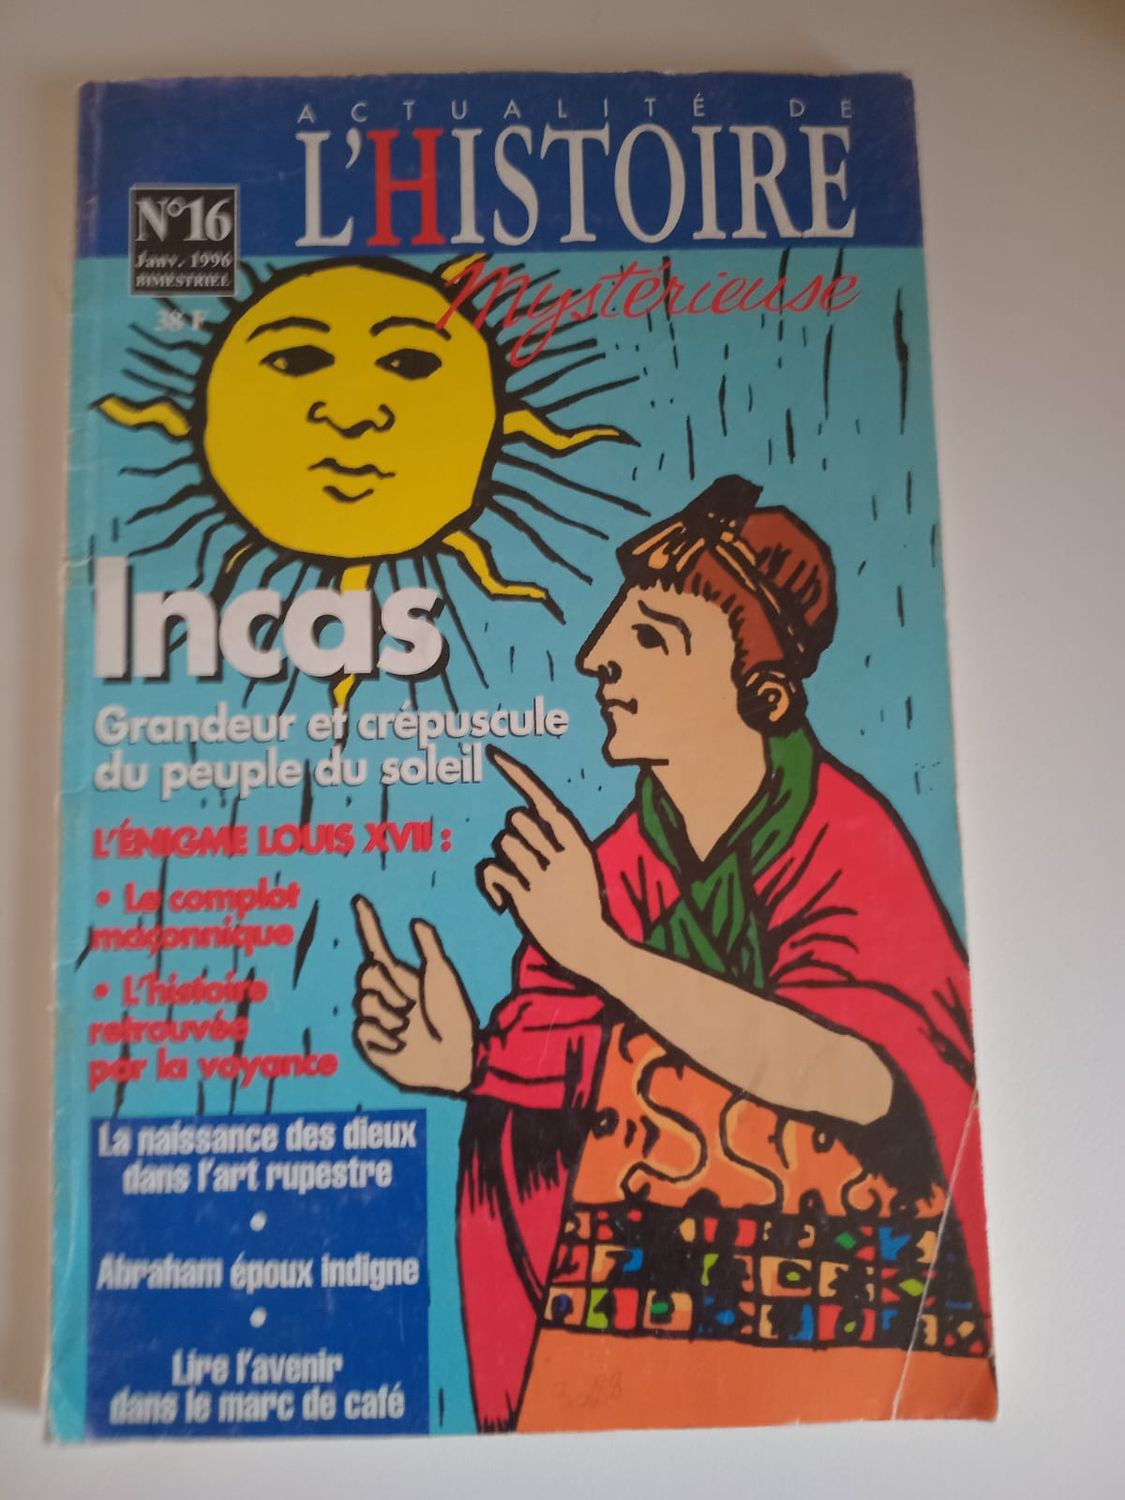 ACTUALITÉ DE
L'HISTOIRE
Mystérieuse
N°16
Janv. 1996
BIMESTRIEL
38 F
Incas
Grandeur et crépuscule
du peuple du soleil
L'ÉNIGME LOUIS XVII :
• Le complot
maçonnique
• L'histoire
retrouvée
par la voyance
La naissance des dieux
dans l'art rupestre
•
Abraham époux indigne
•
Lire l'avenir
dans le marc de café